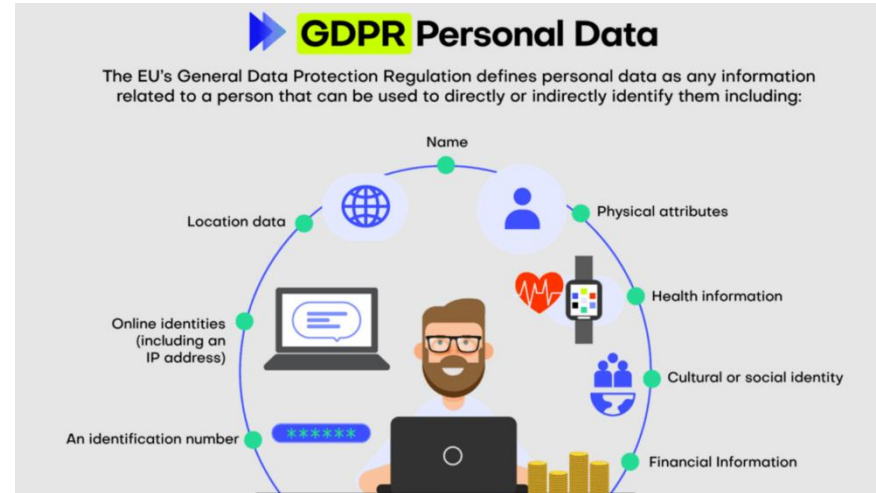 GDPR Personal Data
The EU's General Data Protection Regulation defines personal data as any information
related to a person that can be used to directly or indirectly identify them including:
Name
Location data
Physical attributes
Health information
Online identities
(including an
IP address)
Cultural or social identity
An identification number
******
Financial Information